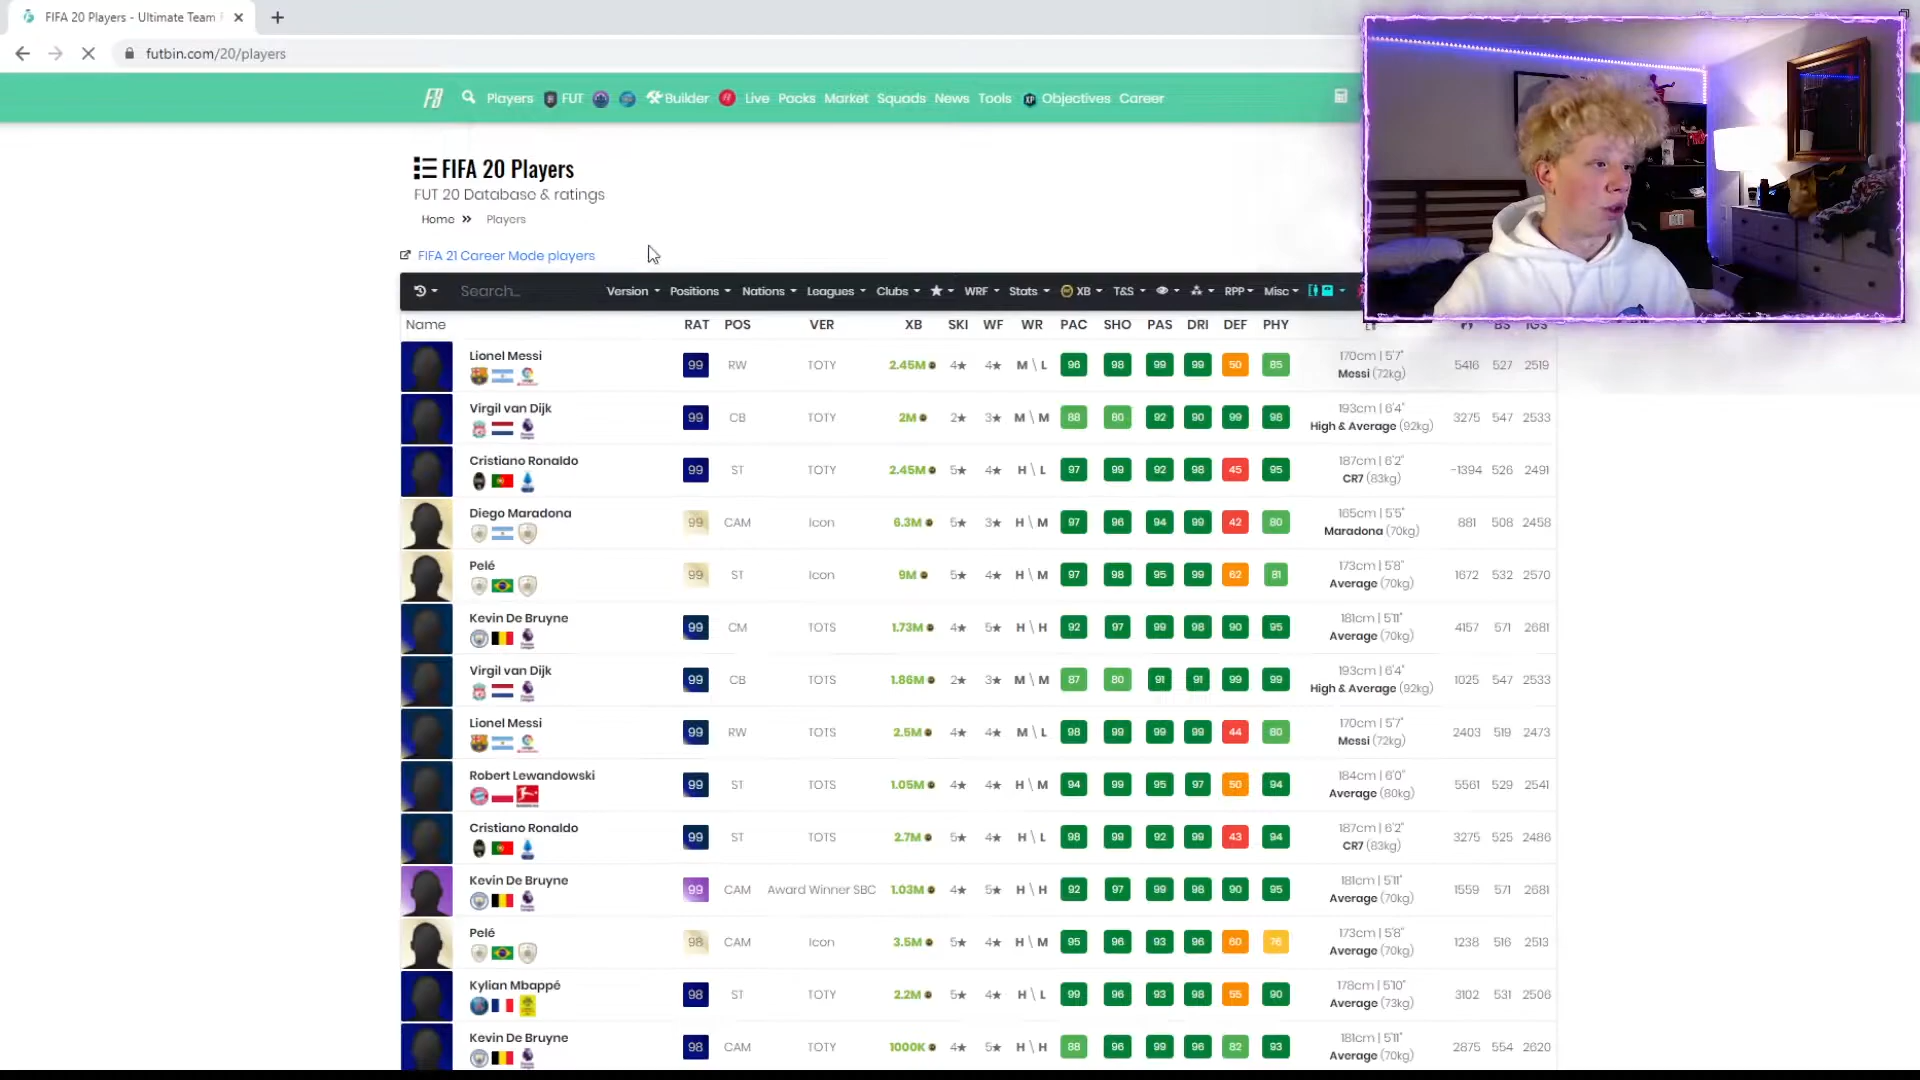 FIFA 20 Players - Ultimate Team
futbin.com/20/players
FB Players FUT Builder Live Packs Market Squads News Tools Objectives Career
FIFA 20 Players
FUT 20 Database & ratings
Home » Players
FIFA 21 Career Mode players
Search... Version Positions Nations Leagues Clubs WRF Stats XB T&S RPP Misc
Name RAT POS VER XB SKI WF WR PAC SHO PAS DRI DEF PHY BS IGS
Lionel Messi 99 RW TOTY 2.45M 4★ 4★ M \ L 96 98 99 99 50 85 170cm | 5'7" 5416 527 2519
Messi (72kg)
Virgil van Dijk 99 CB TOTY 2M 2★ 3★ M \ M 88 80 92 90 99 98 193cm | 6'4" 3275 547 2533
High & Average (92kg)
Cristiano Ronaldo 99 ST TOTY 2.45M 5★ 4★ H \ L 97 99 92 98 45 95 187cm | 6'2" -1394 526 2491
CR7 (83kg)
Diego Maradona 99 CAM Icon 6.3M 5★ 3★ H \ M 97 96 94 99 42 80 165cm | 5'5" 881 508 2458
Maradona (70kg)
Pelé 99 ST Icon 9M 5★ 4★ H \ M 97 98 95 99 62 81 173cm | 5'8" 1672 532 2570
Average (70kg)
Kevin De Bruyne 99 CM TOTS 1.73M 4★ 5★ H \ H 92 97 99 98 90 95 181cm | 5'11" 4157 571 2681
Average (70kg)
Virgil van Dijk 99 CB TOTS 1.86M 2★ 3★ M \ M 87 80 91 91 99 99 193cm | 6'4" 1025 547 2533
High & Average (92kg)
Lionel Messi 99 RW TOTS 2.5M 4★ 4★ M \ L 98 99 99 99 44 80 170cm | 5'7" 2403 519 2473
Messi (72kg)
Robert Lewandowski 99 ST TOTS 1.05M 4★ 4★ H \ M 94 99 95 97 50 94 184cm | 6'0" 5561 529 2541
Average (80kg)
Cristiano Ronaldo 99 ST TOTS 2.7M 5★ 4★ H \ L 98 99 92 99 43 94 187cm | 6'2" 3275 525 2486
CR7 (83kg)
Kevin De Bruyne 99 CAM Award Winner SBC 1.03M 4★ 5★ H \ H 92 97 99 98 90 95 181cm | 5'11" 1559 571 2681
Average (70kg)
Pelé 98 CAM Icon 3.5M 5★ 4★ H \ M 95 96 93 96 60 76 173cm | 5'8" 1238 516 2513
Average (70kg)
Kylian Mbappé 98 ST TOTY 2.2M 5★ 4★ H \ L 99 96 93 98 55 90 178cm | 5'10" 3102 531 2506
Average (73kg)
Kevin De Bruyne 98 CAM TOTY 1000K 4★ 5★ H \ H 88 96 99 96 82 93 181cm | 5'11" 2875 554 2620
Average (70kg)